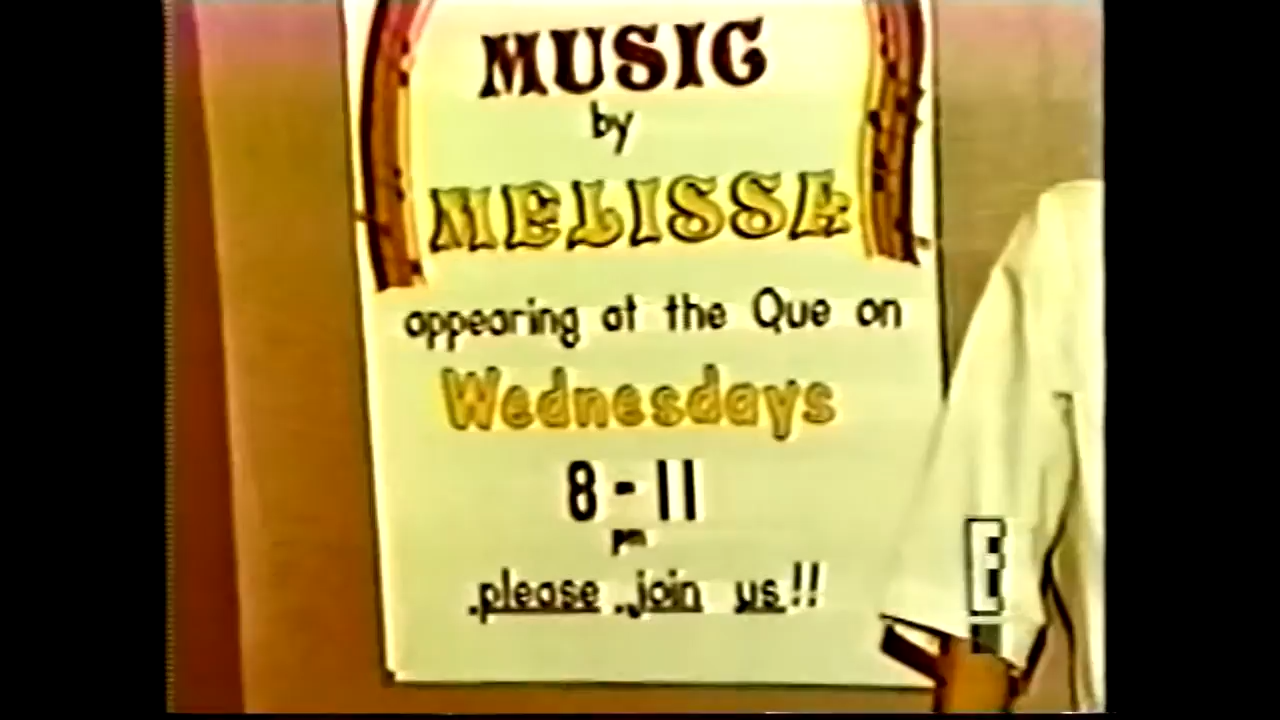 MUSIC
by
MELISSA
appearing at the Que on
Wednesdays
8-11
pm
please join us!!